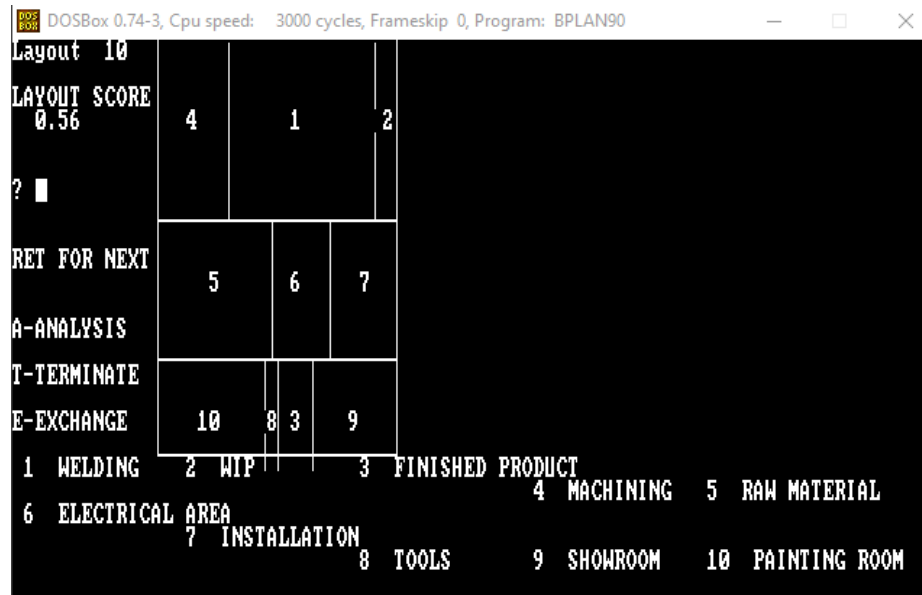 DOSBox 0.74-3, Cpu speed: 3000 cycles, Frameskip 0, Program: BPLAN90
Layout 10
LAYOUT SCORE
0.56
4 1 2
?
RET FOR NEXT
5 6 7
A-ANALYSIS
T-TERMINATE
E-EXCHANGE
10 8 3 9
1 WELDING 2 WIP 3 FINISHED PRODUCT
4 MACHINING 5 RAW MATERIAL
6 ELECTRICAL AREA
7 INSTALLATION
8 TOOLS 9 SHOWROOM 10 PAINTING ROOM